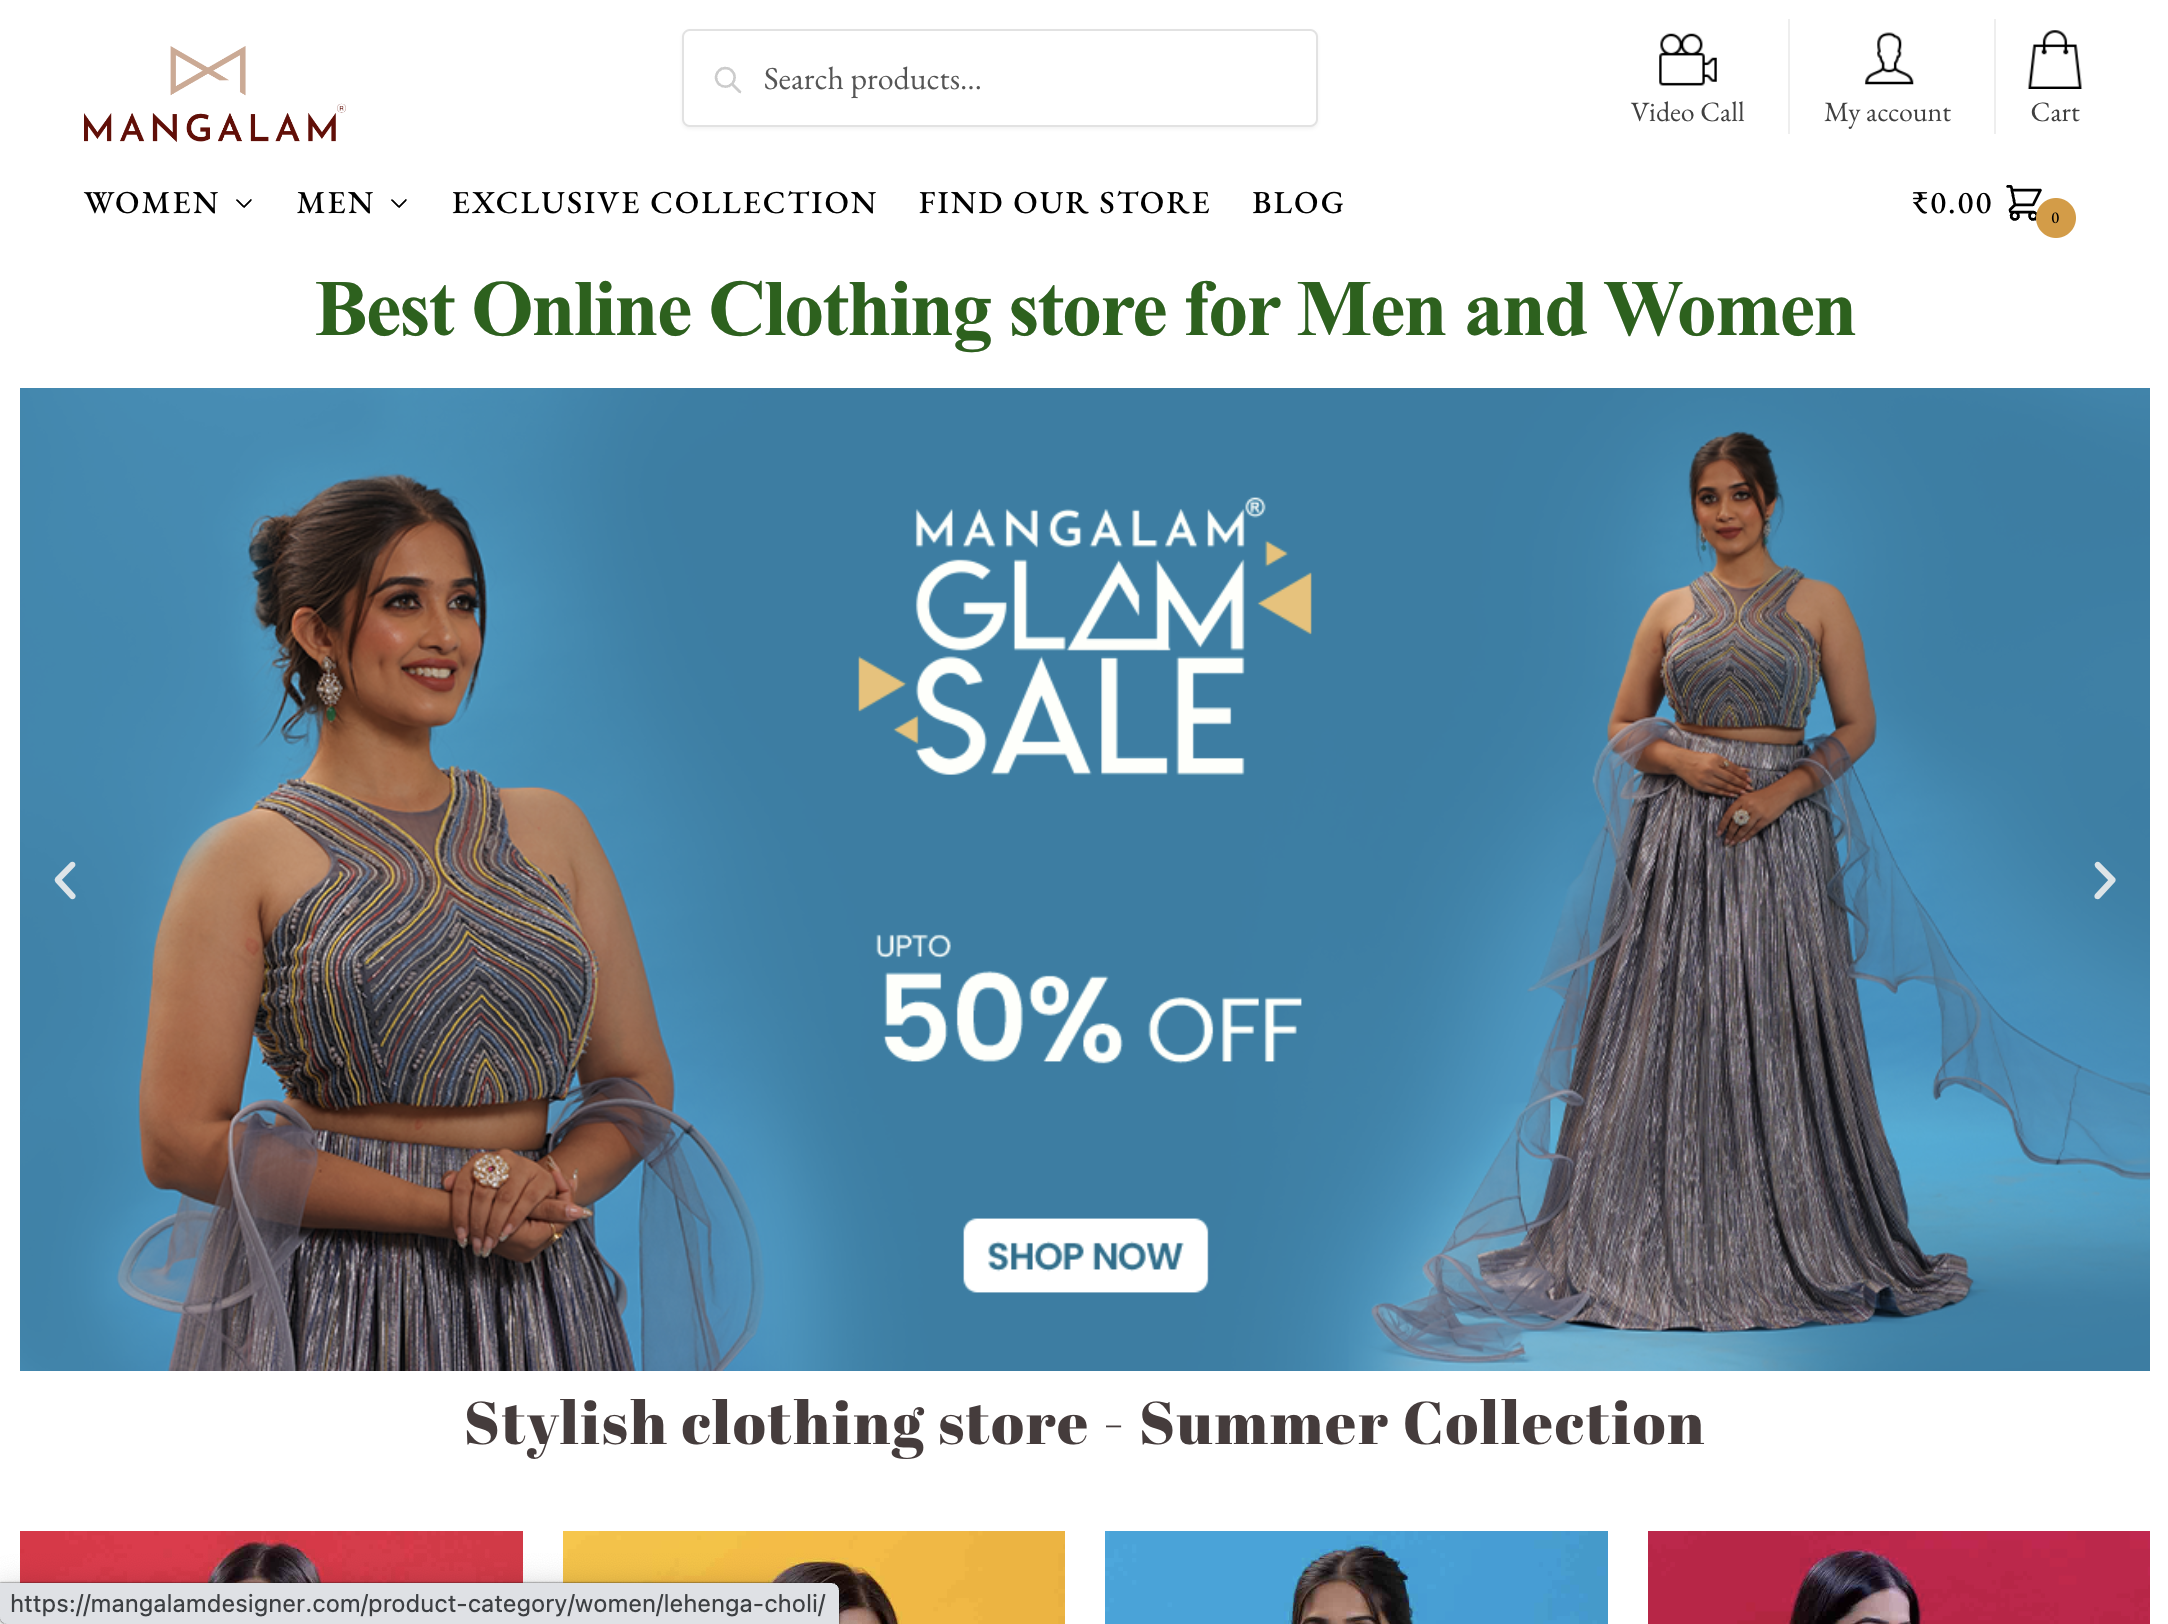 MANGALAM®
Search products...
Video Call
My account
Cart
WOMEN
MEN
EXCLUSIVE COLLECTION
FIND OUR STORE
BLOG
₹0.00
0
Best Online Clothing store for Men and Women
MANGALAM®
GLAM
SALE
UPTO
50% OFF
SHOP NOW
Stylish clothing store - Summer Collection
https://mangalamdesigner.com/product-category/women/lehenga-choli/